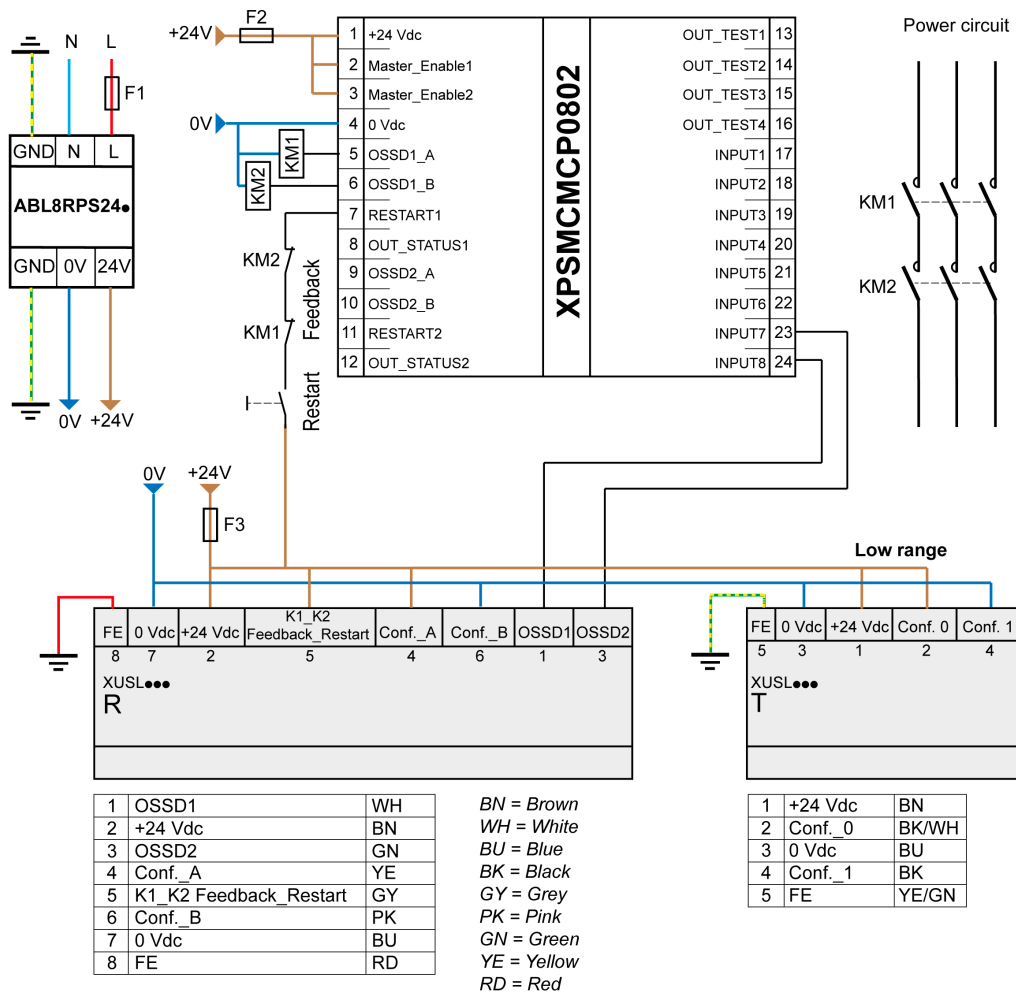 N L
F1
GND N L
ABL8RPS24●
GND 0V 24V
0V +24V
+24V
F2
0V
KM1
KM2
KM2
KM1
Feedback
Restart
XPSMCMCP0802
1 +24 Vdc
2 Master_Enable1
3 Master_Enable2
4 0 Vdc
5 OSSD1_A
6 OSSD1_B
7 RESTART1
8 OUT_STATUS1
9 OSSD2_A
10 OSSD2_B
11 RESTART2
12 OUT_STATUS2
OUT_TEST1 13
OUT_TEST2 14
OUT_TEST3 15
OUT_TEST4 16
INPUT1 17
INPUT2 18
INPUT3 19
INPUT4 20
INPUT5 21
INPUT6 22
INPUT7 23
INPUT8 24
Power circuit
KM1
KM2
0V +24V
F3
Low range
FE 0 Vdc +24 Vdc K1_K2 Feedback_Restart Conf._A Conf._B OSSD1 OSSD2
8 7 2 5 4 6 1 3
XUSL●●●
R
FE 0 Vdc +24 Vdc Conf. 0 Conf. 1
5 3 1 2 4
XUSL●●●
T
1 OSSD1 WH
2 +24 Vdc BN
3 OSSD2 GN
4 Conf._A YE
5 K1_K2 Feedback_Restart GY
6 Conf._B PK
7 0 Vdc BU
8 FE RD
BN = Brown
WH = White
BU = Blue
BK = Black
GY = Grey
PK = Pink
GN = Green
YE = Yellow
RD = Red
1 +24 Vdc BN
2 Conf._0 BK/WH
3 0 Vdc BU
4 Conf._1 BK
5 FE YE/GN